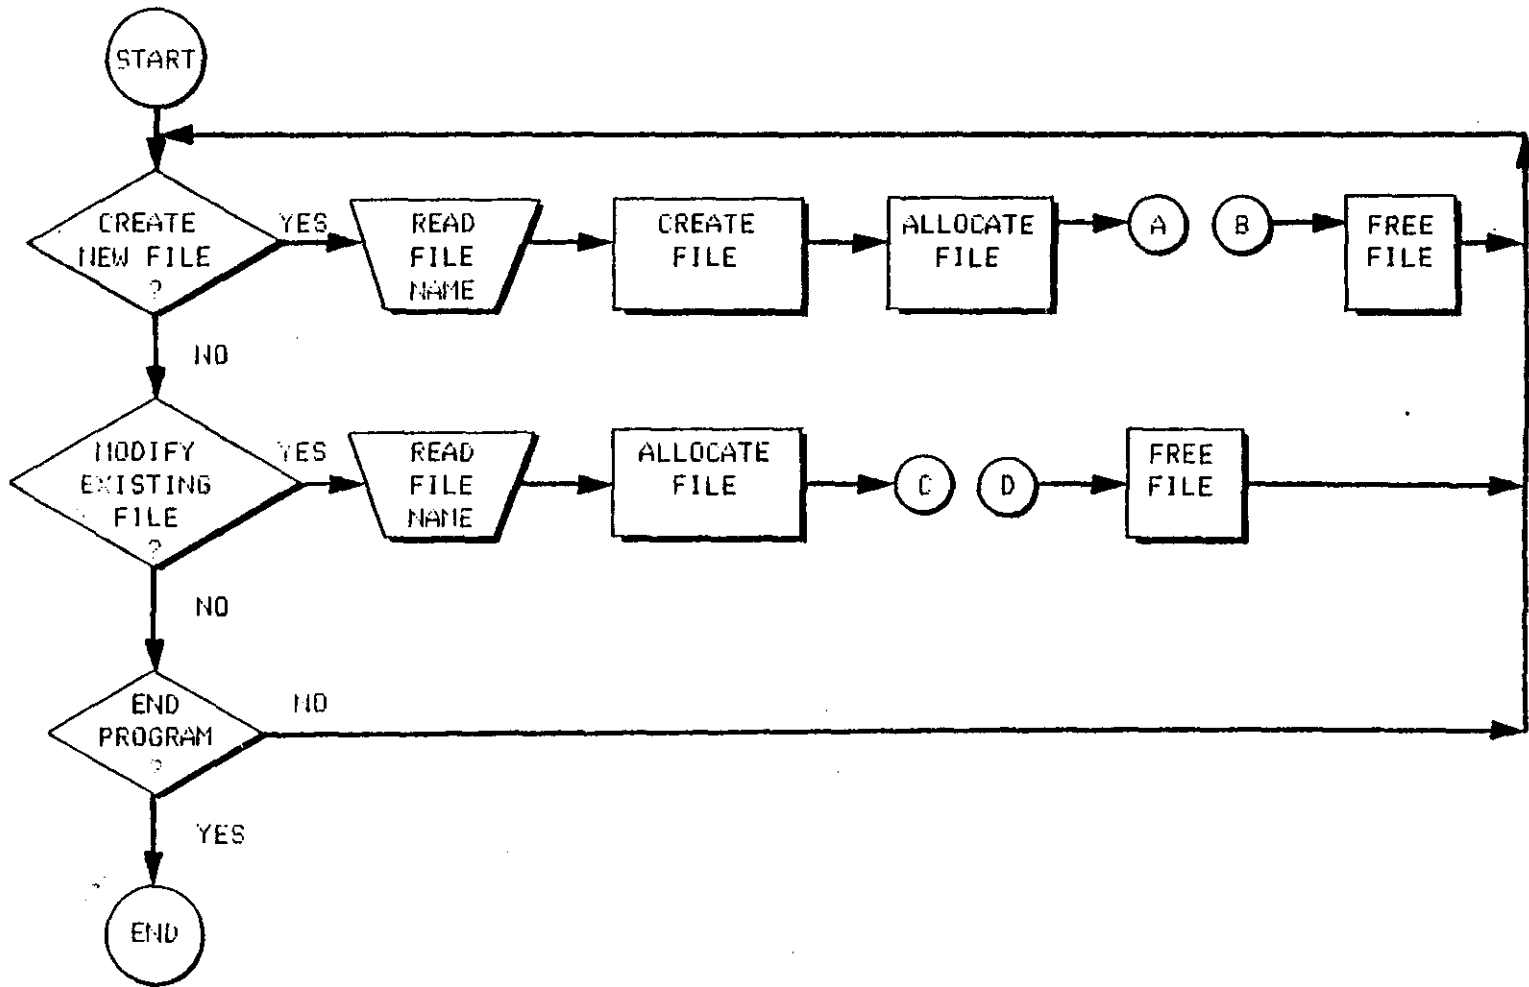 START
CREATE
NEW FILE
?
YES
READ
FILE
NAME
CREATE
FILE
ALLOCATE
FILE
A
B
FREE
FILE
NO
MODIFY
EXISTING
FILE
?
YES
READ
FILE
NAME
ALLOCATE
FILE
C
D
FREE
FILE
NO
END
PROGRAM
?
NO
YES
END